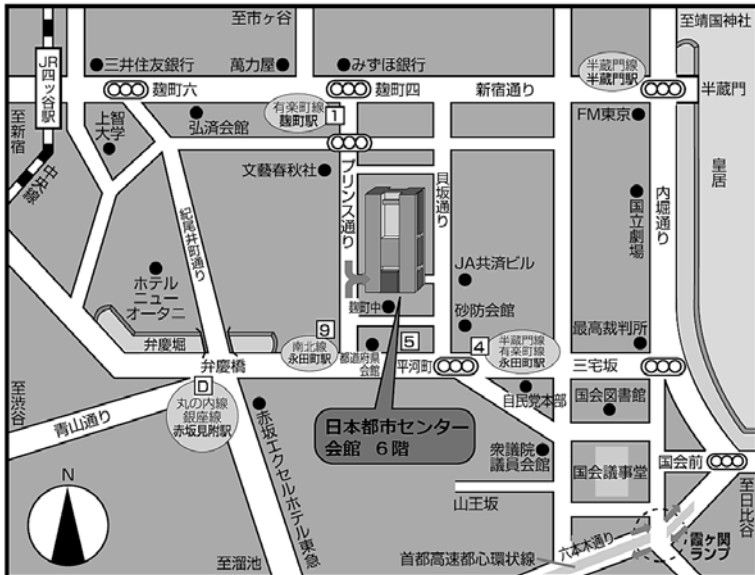 至市ヶ谷
至靖国神社
JR四ッ谷駅
三井住友銀行
萬力屋
みずほ銀行
半蔵門線
半蔵門駅
麹町六
麹町四
新宿通り
半蔵門
至新宿
上智
大学
弘済会館
有楽町線
麹町駅
1
FM東京
中央線
文藝春秋社
プリンス通り
貝坂通り
内堀通り
皇居
紀尾井町通り
国立劇場
ホテル
ニュー
オータニ
JA共済ビル
麹町中
砂防会館
弁慶堀
9
南北線
永田町駅
都道府県
会館
5
4
半蔵門線
有楽町線
永田町駅
最高裁判所
弁慶橋
平河町
三宅坂
至渋谷
D
丸の内線
銀座線
赤坂見附駅
青山通り
自民党本部
国会図書館
日本都市センター
会館 6階
赤坂エクセルホテル東急
衆議院
議員会館
国会議事堂
国会前
至日比谷
N
山王坂
六本木通り
霞ヶ関
ランプ
至溜池
首都高速都心環状線